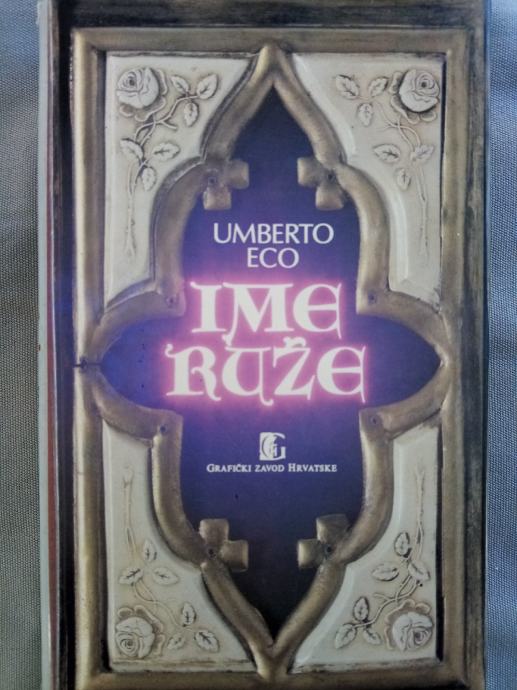 UMBERTO
ECO
IME
RUŽE
GRAFIČKI ZAVOD HRVATSKE